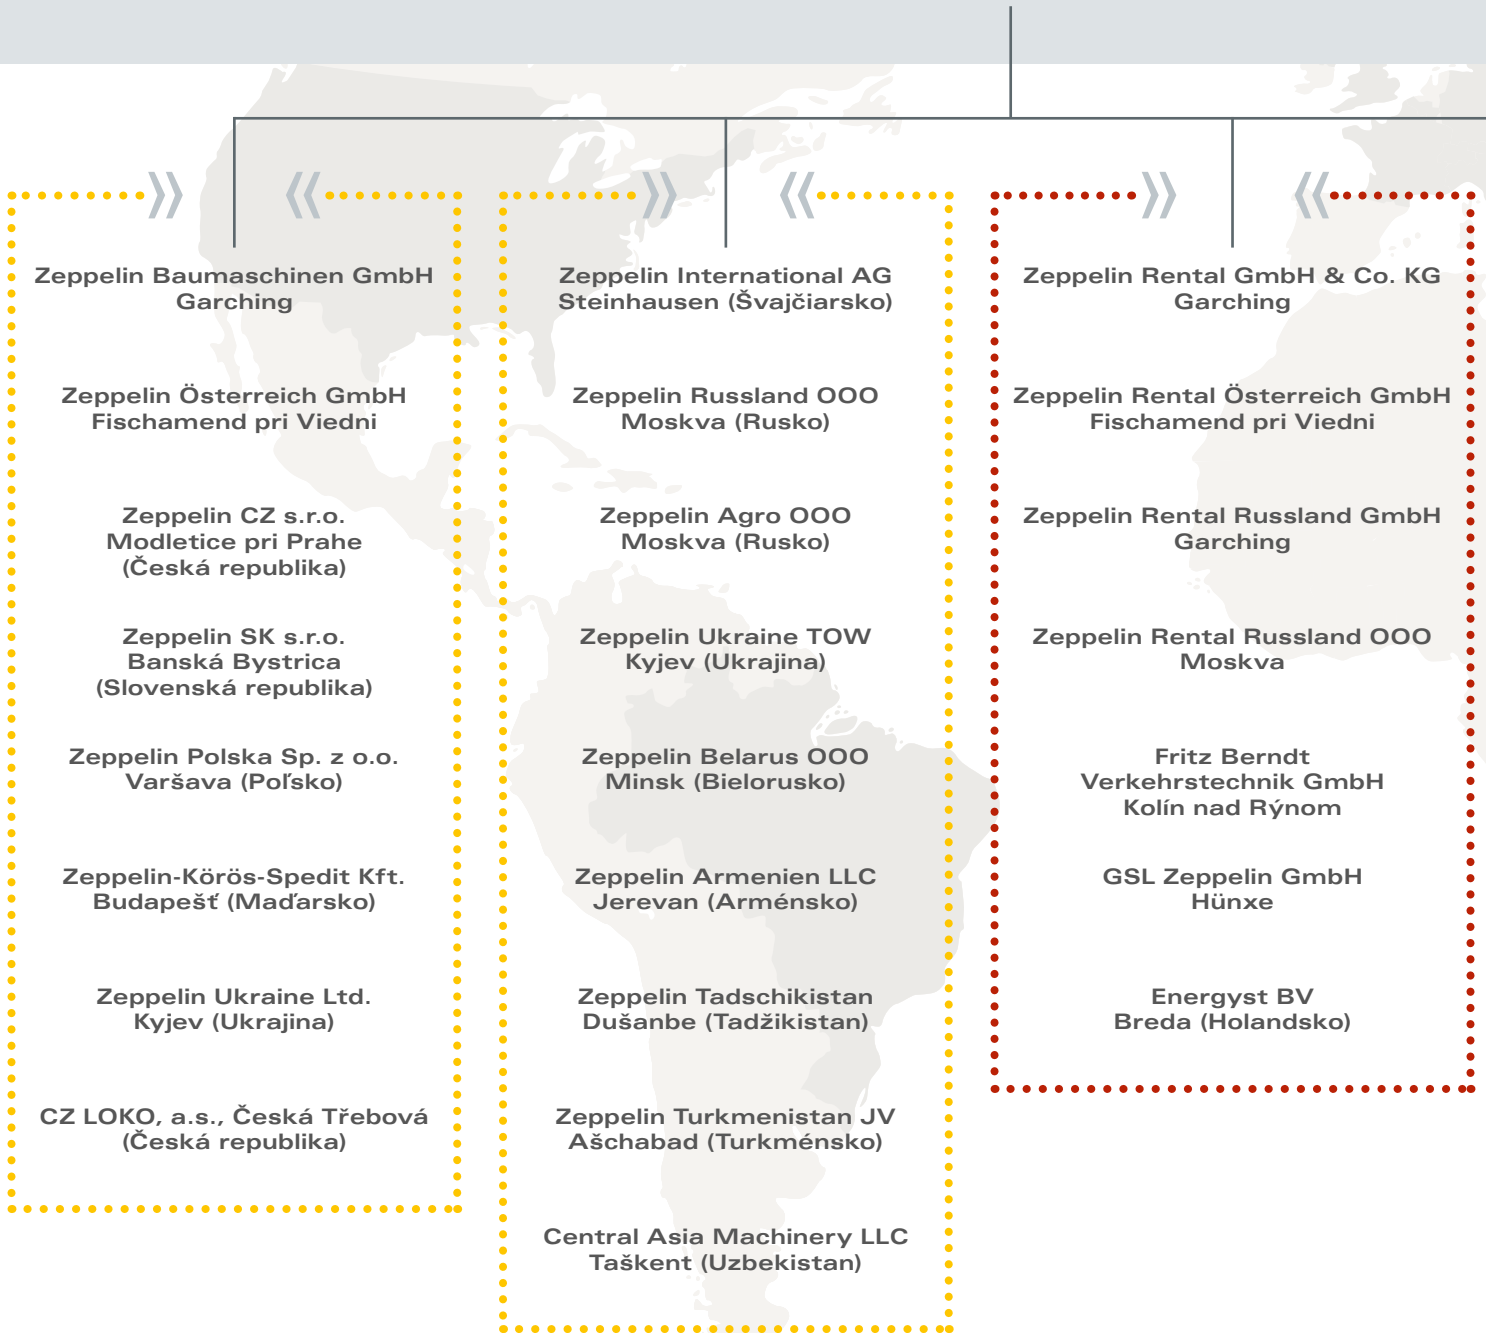 Zeppelin Baumaschinen GmbH
Garching
Zeppelin Österreich GmbH
Fischamend pri Viedni
Zeppelin CZ s.r.o.
Modletice pri Prahe
(Česká republika)
Zeppelin SK s.r.o.
Banská Bystrica
(Slovenská republika)
Zeppelin Polska Sp. z o.o.
Varšava (Poľsko)
Zeppelin-Körös-Spedit Kft.
Budapešť (Maďarsko)
Zeppelin Ukraine Ltd.
Kyjev (Ukrajina)
CZ LOKO, a.s., Česká Třebová
(Česká republika)
Zeppelin International AG
Steinhausen (Švajčiarsko)
Zeppelin Russland OOO
Moskva (Rusko)
Zeppelin Agro OOO
Moskva (Rusko)
Zeppelin Ukraine TOW
Kyjev (Ukrajina)
Zeppelin Belarus OOO
Minsk (Bielorusko)
Zeppelin Armenien LLC
Jerevan (Arménsko)
Zeppelin Tadschikistan
Dušanbe (Tadžikistan)
Zeppelin Turkmenistan JV
Ašchabad (Turkménsko)
Central Asia Machinery LLC
Taškent (Uzbekistan)
Zeppelin Rental GmbH & Co. KG
Garching
Zeppelin Rental Österreich GmbH
Fischamend pri Viedni
Zeppelin Rental Russland GmbH
Garching
Zeppelin Rental Russland OOO
Moskva
Fritz Berndt
Verkehrstechnik GmbH
Kolín nad Rýnom
GSL Zeppelin GmbH
Hünxe
Energyst BV
Breda (Holandsko)